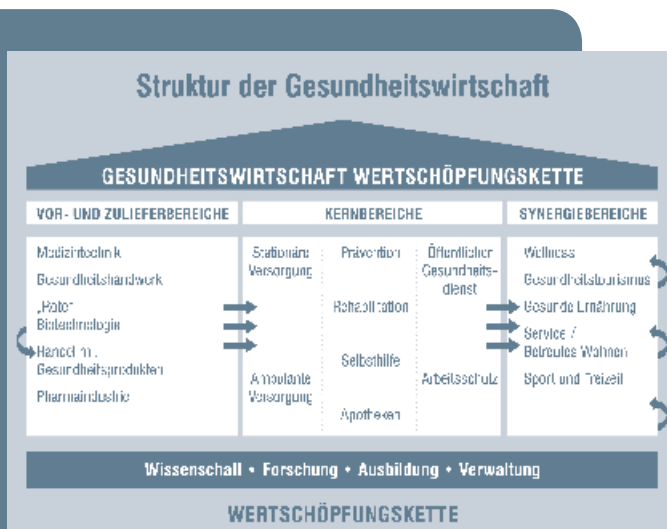 Struktur der Gesundheitswirtschaft
GESUNDHEITSWIRTSCHAFT WERTSCHÖPFUNGSKETTE
VOR- UND ZULIEFERBEREICHE
Medizintechnik
Gesundheitshandwerk
„Rote“
Biotechnologie
Handel mit
Gesundheitsprodukten
Pharmaindustrie
KERNBEREICHE
Stationäre
Versorgung
Ambulante
Versorgung
Prävention
Rehabilitation
Selbsthilfe
Apotheken
Öffentlicher
Gesundheits-
dienst
Arbeitsschutz
SYNERGIEBEREICHE
Wellness
Gesundheitstourismus
Gesunde Ernährung
Service /
Betreutes Wohnen
Sport und Freizeit
Wissenschaft • Forschung • Ausbildung • Verwaltung
WERTSCHÖPFUNGSKETTE